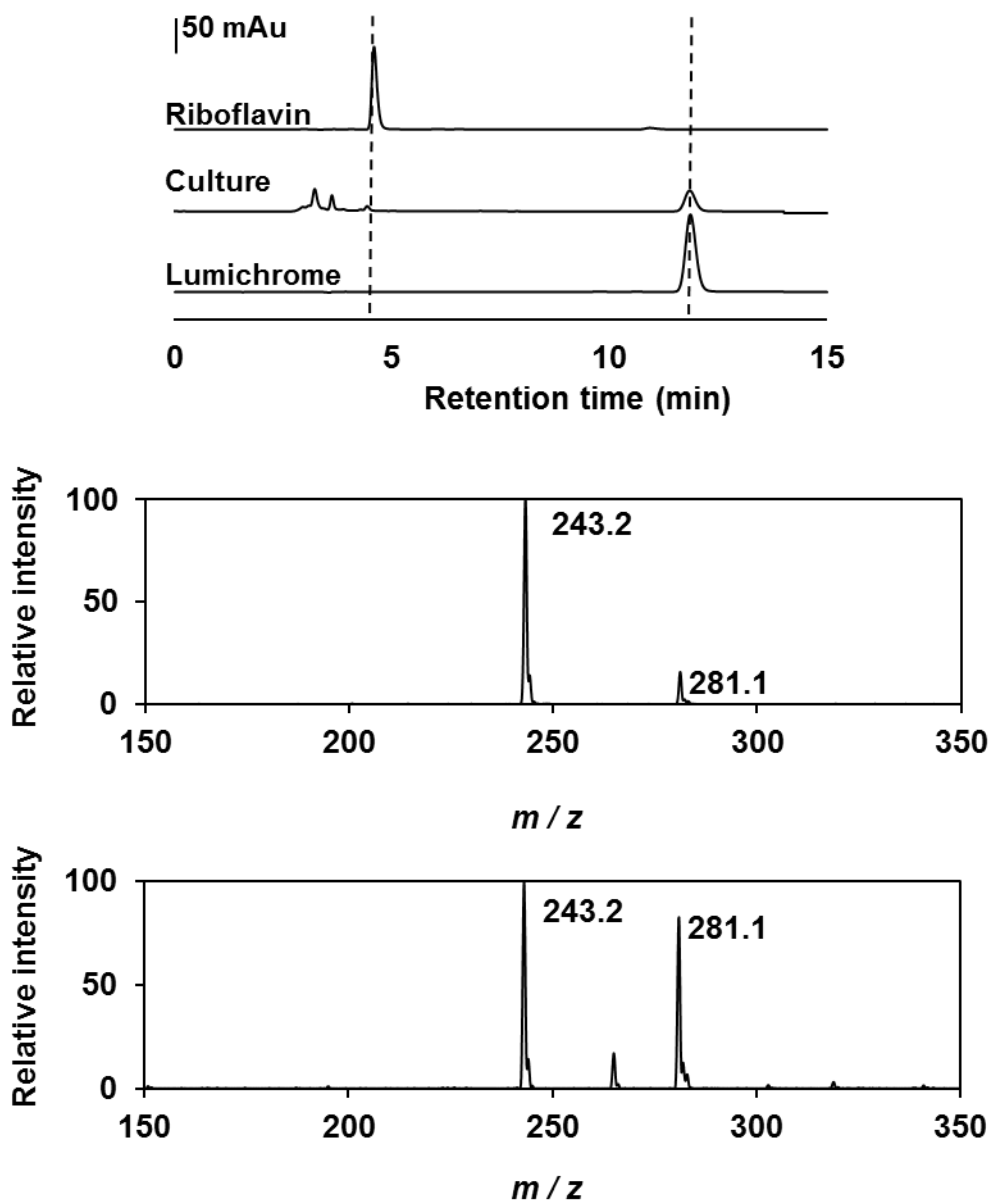 50 mAu
Riboflavin
Culture
Lumichrome
0 5 10 15
Retention time (min)
Relative intensity
100
50
0
243.2
281.1
150 200 250 300 350
m / z
Relative intensity
100
50
0
243.2
281.1
150 200 250 300 350
m / z